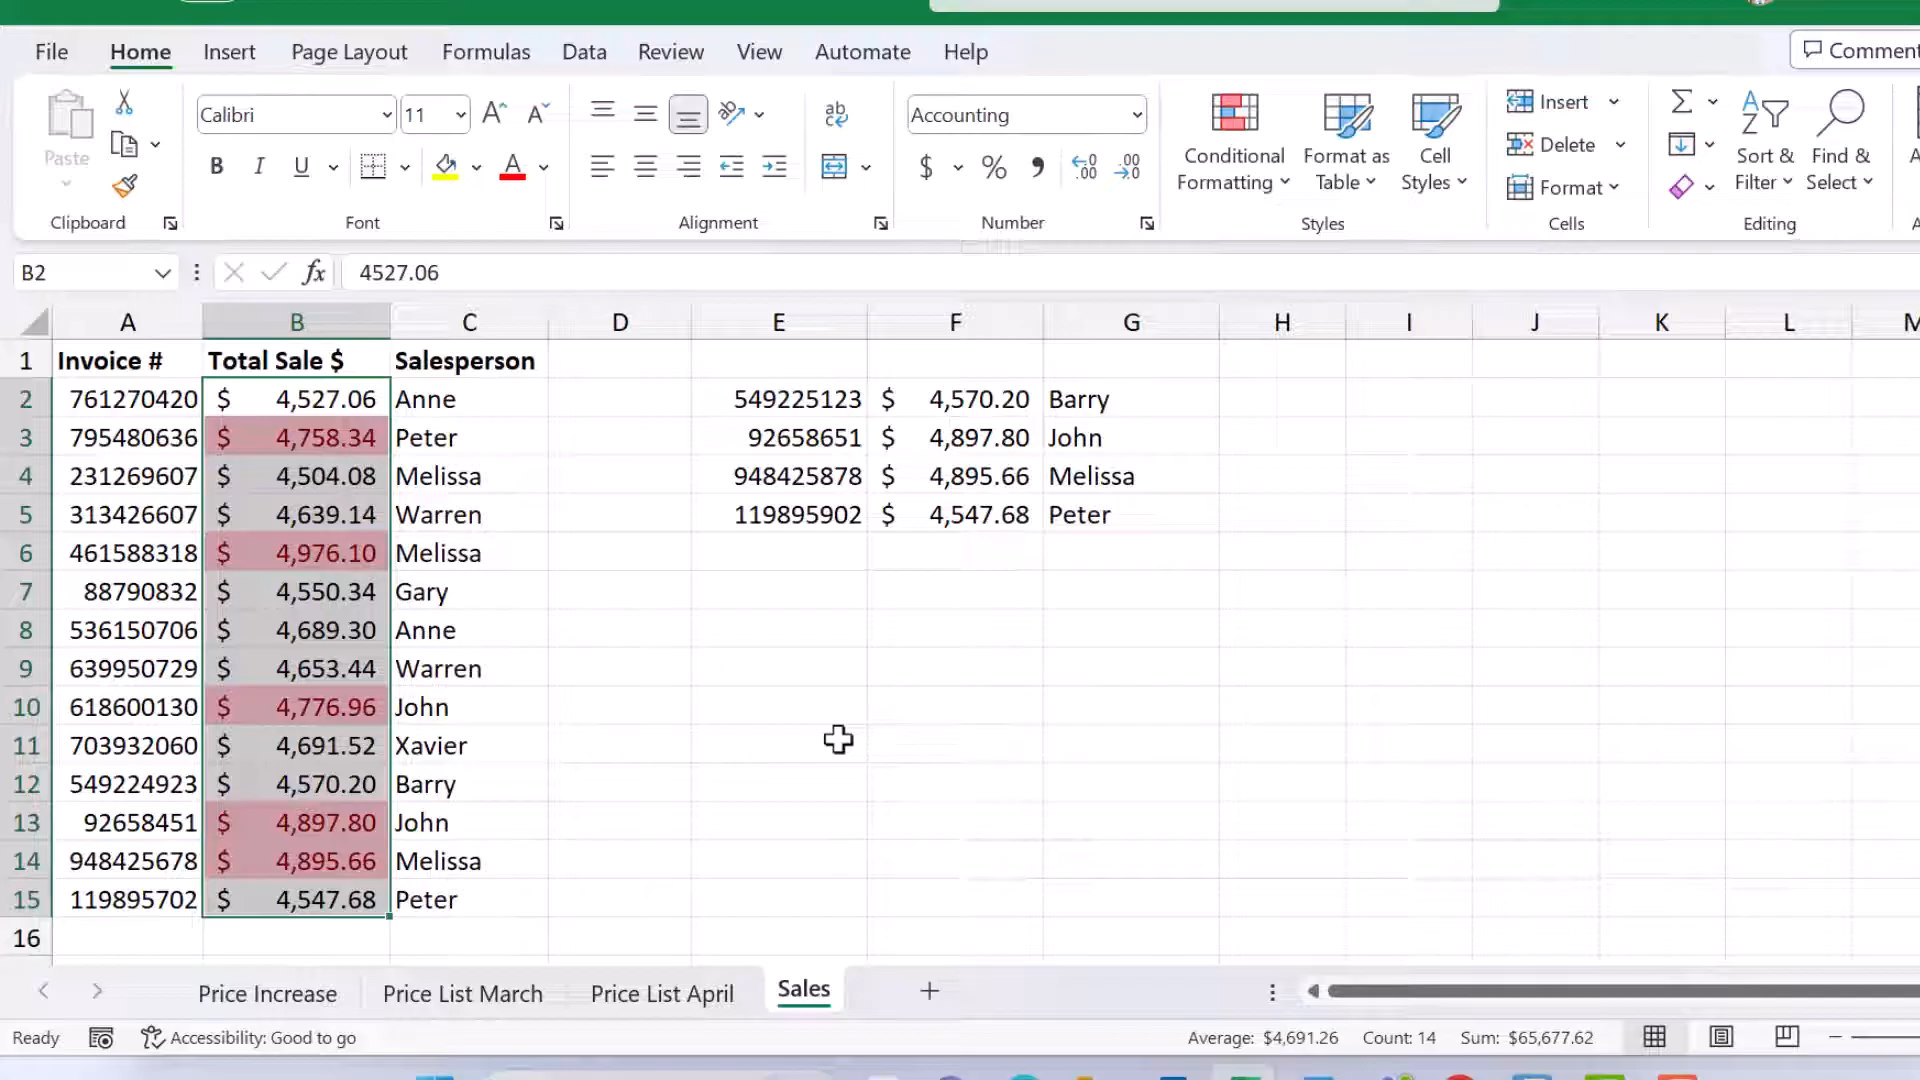 File Home Insert Page Layout Formulas Data Review View Automate Help Comment
Calibri 11 Accounting Insert
Paste Conditional Formatting Format as Table Cell Styles Delete Sort & Filter Find & Select
B I U $ % Format
Clipboard Font Alignment Number Styles Cells Editing
B2 fx 4527.06
A B C D E F G H I J K L M
1 Invoice # Total Sale $ Salesperson
2 761270420 $ 4,527.06 Anne 549225123 $ 4,570.20 Barry
3 795480636 $ 4,758.34 Peter 92658651 $ 4,897.80 John
4 231269607 $ 4,504.08 Melissa 948425878 $ 4,895.66 Melissa
5 313426607 $ 4,639.14 Warren 119895902 $ 4,547.68 Peter
6 461588318 $ 4,976.10 Melissa
7 88790832 $ 4,550.34 Gary
8 536150706 $ 4,689.30 Anne
9 639950729 $ 4,653.44 Warren
10 618600130 $ 4,776.96 John
11 703932060 $ 4,691.52 Xavier
12 549224923 $ 4,570.20 Barry
13 92658451 $ 4,897.80 John
14 948425678 $ 4,895.66 Melissa
15 119895702 $ 4,547.68 Peter
16
Price Increase Price List March Price List April Sales
Ready Accessibility: Good to go Average: $4,691.26 Count: 14 Sum: $65,677.62